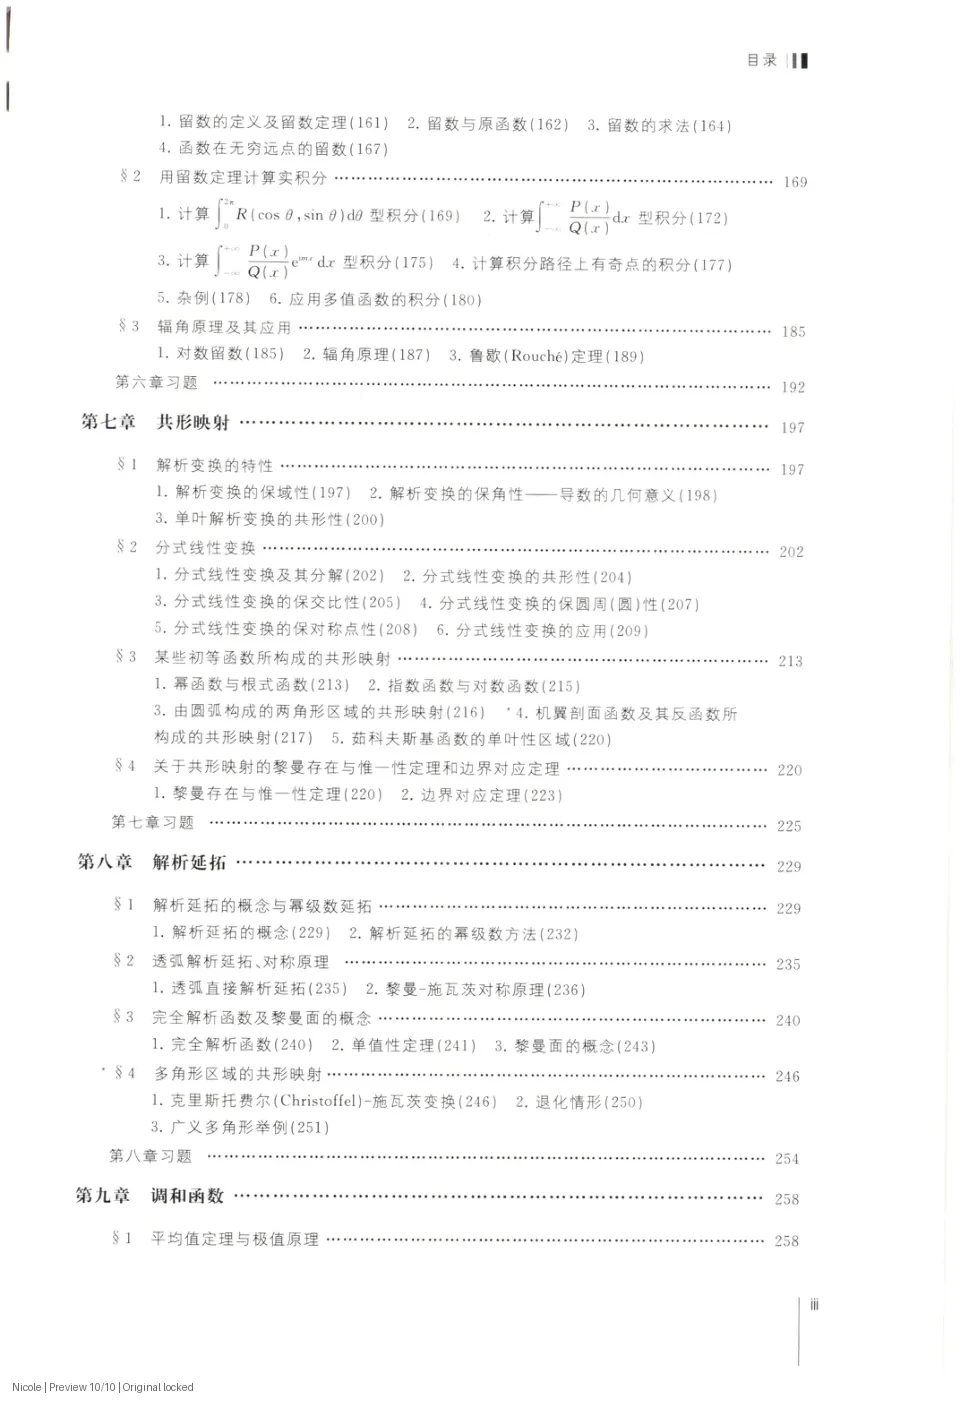 目录
1. 留数的定义及留数定理(161)  2. 留数与原函数(162)  3. 留数的求法(164)
4. 函数在无穷远点的留数(167)
§2  用留数定理计算实积分 …… 169
1. 计算∫₀^{2π} R(cos θ, sin θ)dθ 型积分(169)  2. 计算∫_{-∞}^{+∞} P(x)/Q(x) dx 型积分(172)
3. 计算∫_{-∞}^{+∞} P(x)/Q(x) e^{imx} dx 型积分(175)  4. 计算积分路径上有奇点的积分(177)
5. 杂例(178)  6. 应用多值函数的积分(180)
§3  辐角原理及其应用 …… 185
1. 对数留数(185)  2. 辐角原理(187)  3. 鲁歇(Rouché)定理(189)
第六章习题 …… 192
第七章  共形映射 …… 197
§1  解析变换的特性 …… 197
1. 解析变换的保域性(197)  2. 解析变换的保角性——导数的几何意义(198)
3. 单叶解析变换的共形性(200)
§2  分式线性变换 …… 202
1. 分式线性变换及其分解(202)  2. 分式线性变换的共形性(204)
3. 分式线性变换的保交比性(205)  4. 分式线性变换的保圆周(圆)性(207)
5. 分式线性变换的保对称点性(208)  6. 分式线性变换的应用(209)
§3  某些初等函数所构成的共形映射 …… 213
1. 幂函数与根式函数(213)  2. 指数函数与对数函数(215)
3. 由圆弧构成的两角形区域的共形映射(216)  *4. 机翼剖面函数及其反函数所
构成的共形映射(217)  5. 茹科夫斯基函数的单叶性区域(220)
§4  关于共形映射的黎曼存在与惟一性定理和边界对应定理 …… 220
1. 黎曼存在与惟一性定理(220)  2. 边界对应定理(223)
第七章习题 …… 225
第八章  解析延拓 …… 229
§1  解析延拓的概念与幂级数延拓 …… 229
1. 解析延拓的概念(229)  2. 解析延拓的幂级数方法(232)
§2  透弧解析延拓、对称原理 …… 235
1. 透弧直接解析延拓(235)  2. 黎曼-施瓦茨对称原理(236)
§3  完全解析函数及黎曼面的概念 …… 240
1. 完全解析函数(240)  2. 单值性定理(241)  3. 黎曼面的概念(243)
*§4  多角形区域的共形映射 …… 246
1. 克里斯托费尔(Christoffel)-施瓦茨变换(246)  2. 退化情形(250)
3. 广义多角形举例(251)
第八章习题 …… 254
第九章  调和函数 …… 258
§1  平均值定理与极值原理 …… 258
iii
Nicole | Preview 10/10 | Original locked